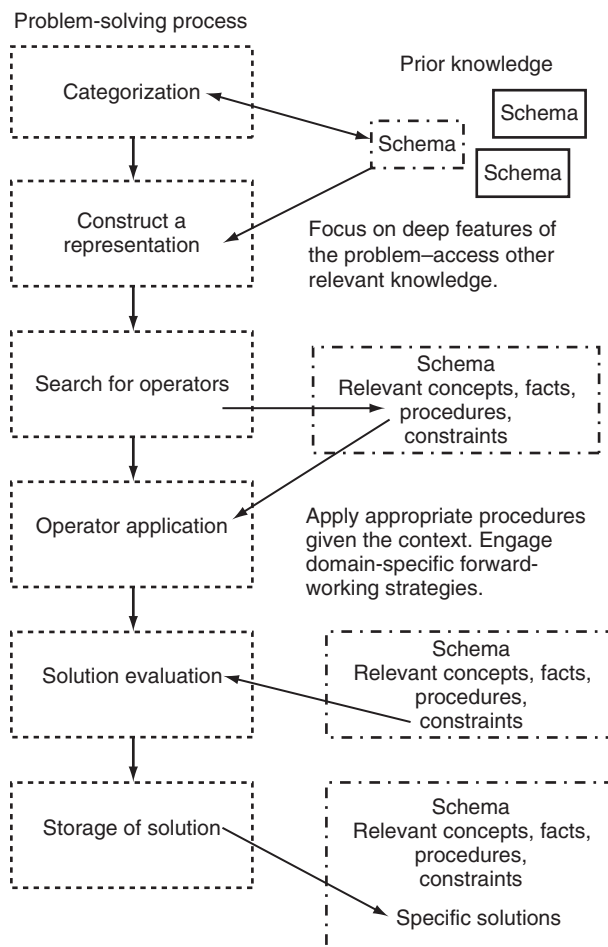 Problem-solving process
Prior knowledge
Categorization
Schema
Schema
Schema
Construct a
representation
Focus on deep features of
the problem–access other
relevant knowledge.
Search for operators
Schema
Relevant concepts, facts,
procedures,
constraints
Operator application
Apply appropriate procedures
given the context. Engage
domain-specific forward-
working strategies.
Solution evaluation
Schema
Relevant concepts, facts,
procedures,
constraints
Storage of solution
Schema
Relevant concepts, facts,
procedures,
constraints
Specific solutions